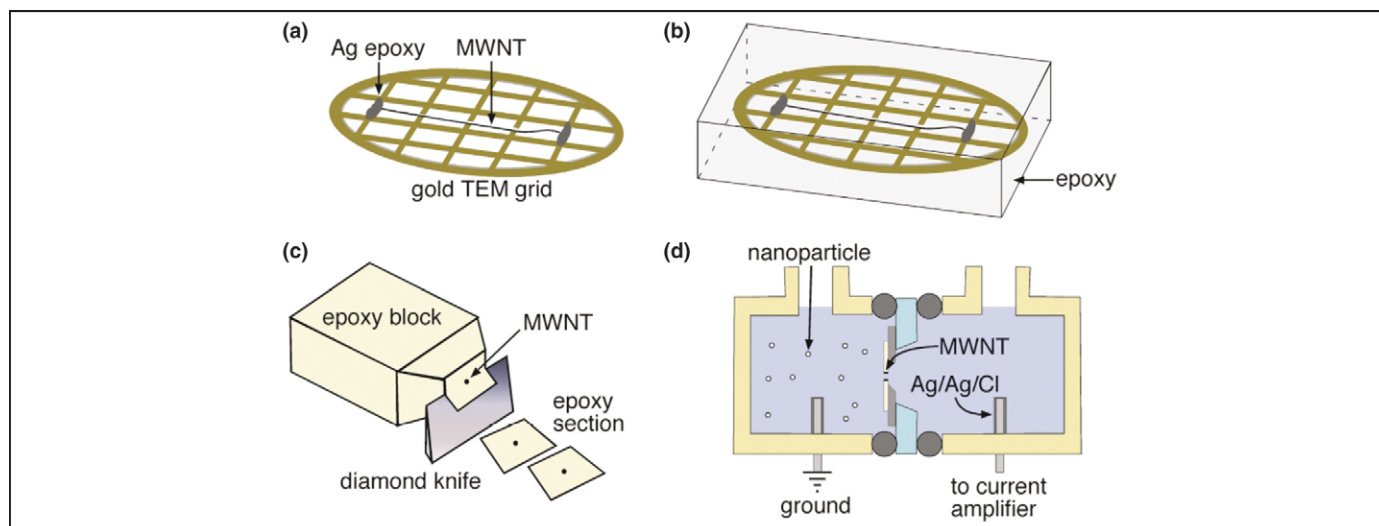 (a)
Ag epoxy
MWNT
gold TEM grid
(b)
epoxy
(c)
epoxy block
MWNT
epoxy
section
diamond knife
(d)
nanoparticle
MWNT
Ag/Ag/Cl
ground
to current
amplifier